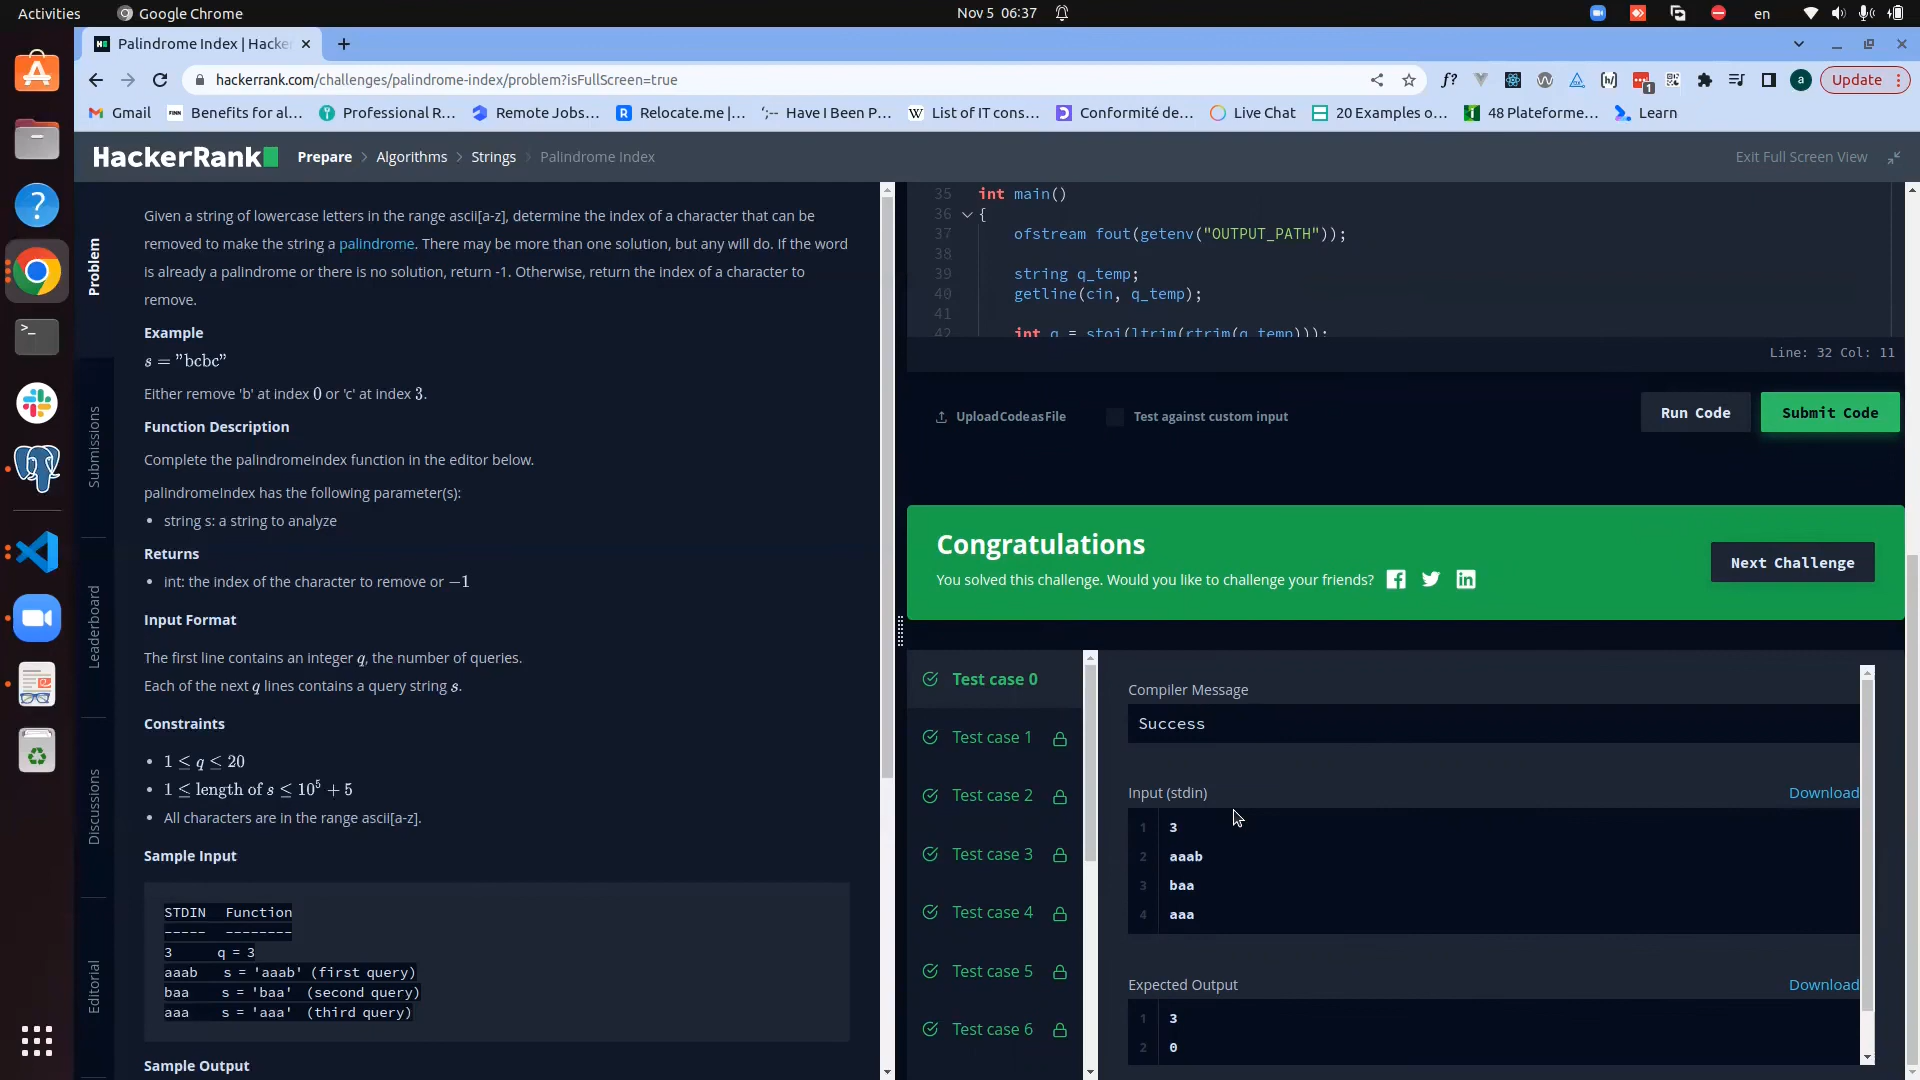 Activities
Google Chrome
Nov 5 06:37
en
Palindrome Index | Hacke
hackerrank.com/challenges/palindrome-index/problem?isFullScreen=true
f?
1
a
Update
Gmail
FINN Benefits for al...
Professional R...
Remote Jobs...
Relocate.me |...
Have I Been P...
W List of IT cons...
Conformité de...
Live Chat
20 Examples o...
48 Plateforme...
Learn
HackerRank
Prepare > Algorithms > Strings > Palindrome Index
Exit Full Screen View
Problem
Submissions
Leaderboard
Discussions
Editorial
Given a string of lowercase letters in the range ascii[a-z], determine the index of a character that can be
removed to make the string a palindrome. There may be more than one solution, but any will do. If the word
is already a palindrome or there is no solution, return -1. Otherwise, return the index of a character to
remove.
Example
s = "bcbc"
Either remove 'b' at index 0 or 'c' at index 3.
Function Description
Complete the palindromeIndex function in the editor below.
palindromeIndex has the following parameter(s):
• string s: a string to analyze
Returns
• int: the index of the character to remove or −1
Input Format
The first line contains an integer q, the number of queries.
Each of the next q lines contains a query string s.
Constraints
• 1 ≤ q ≤ 20
• 1 ≤ length of s ≤ 10⁵ + 5
• All characters are in the range ascii[a-z].
Sample Input
STDIN Function
----- --------
3 q = 3
aaab s = 'aaab' (first query)
baa s = 'baa' (second query)
aaa s = 'aaa' (third query)
Sample Output
35 int main()
36 {
37 ofstream fout(getenv("OUTPUT_PATH"));
38
39 string q_temp;
40 getline(cin, q_temp);
41
42 int q = stoi(ltrim(rtrim(q_temp)));
Line: 32 Col: 11
Upload Code as File
Test against custom input
Run Code
Submit Code
Congratulations
You solved this challenge. Would you like to challenge your friends?
Next Challenge
Test case 0
Test case 1
Test case 2
Test case 3
Test case 4
Test case 5
Test case 6
Compiler Message
Success
Input (stdin)
Download
1 3
2 aaab
3 baa
4 aaa
Expected Output
Download
1 3
2 0